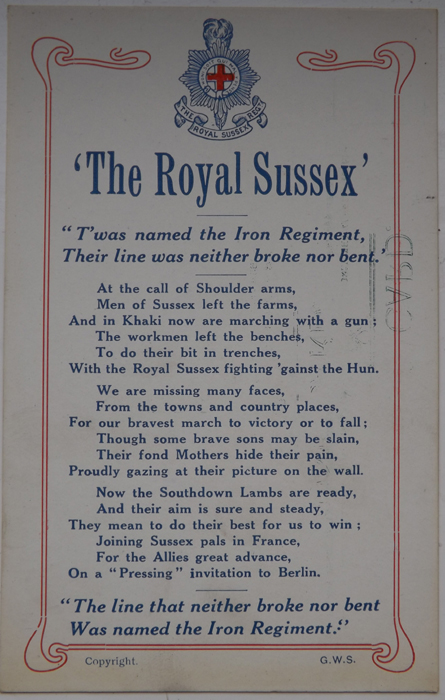 THE ROYAL SUSSEX REGT
'The Royal Sussex'
"T'was named the Iron Regiment,
Their line was neither broke nor bent.'
At the call of Shoulder arms,
Men of Sussex left the farms,
And in Khaki now are marching with a gun;
The workmen left the benches,
To do their bit in trenches,
With the Royal Sussex fighting 'gainst the Hun.
We are missing many faces,
From the towns and country places,
For our bravest march to victory or to fall;
Though some brave sons may be slain,
Their fond Mothers hide their pain,
Proudly gazing at their picture on the wall.
Now the Southdown Lambs are ready,
And their aim is sure and steady,
They mean to do their best for us to win;
Joining Sussex pals in France,
For the Allies great advance,
On a "Pressing" invitation to Berlin.
"The line that neither broke nor bent
Was named the Iron Regiment."
Copyright. G.W.S.
CARD